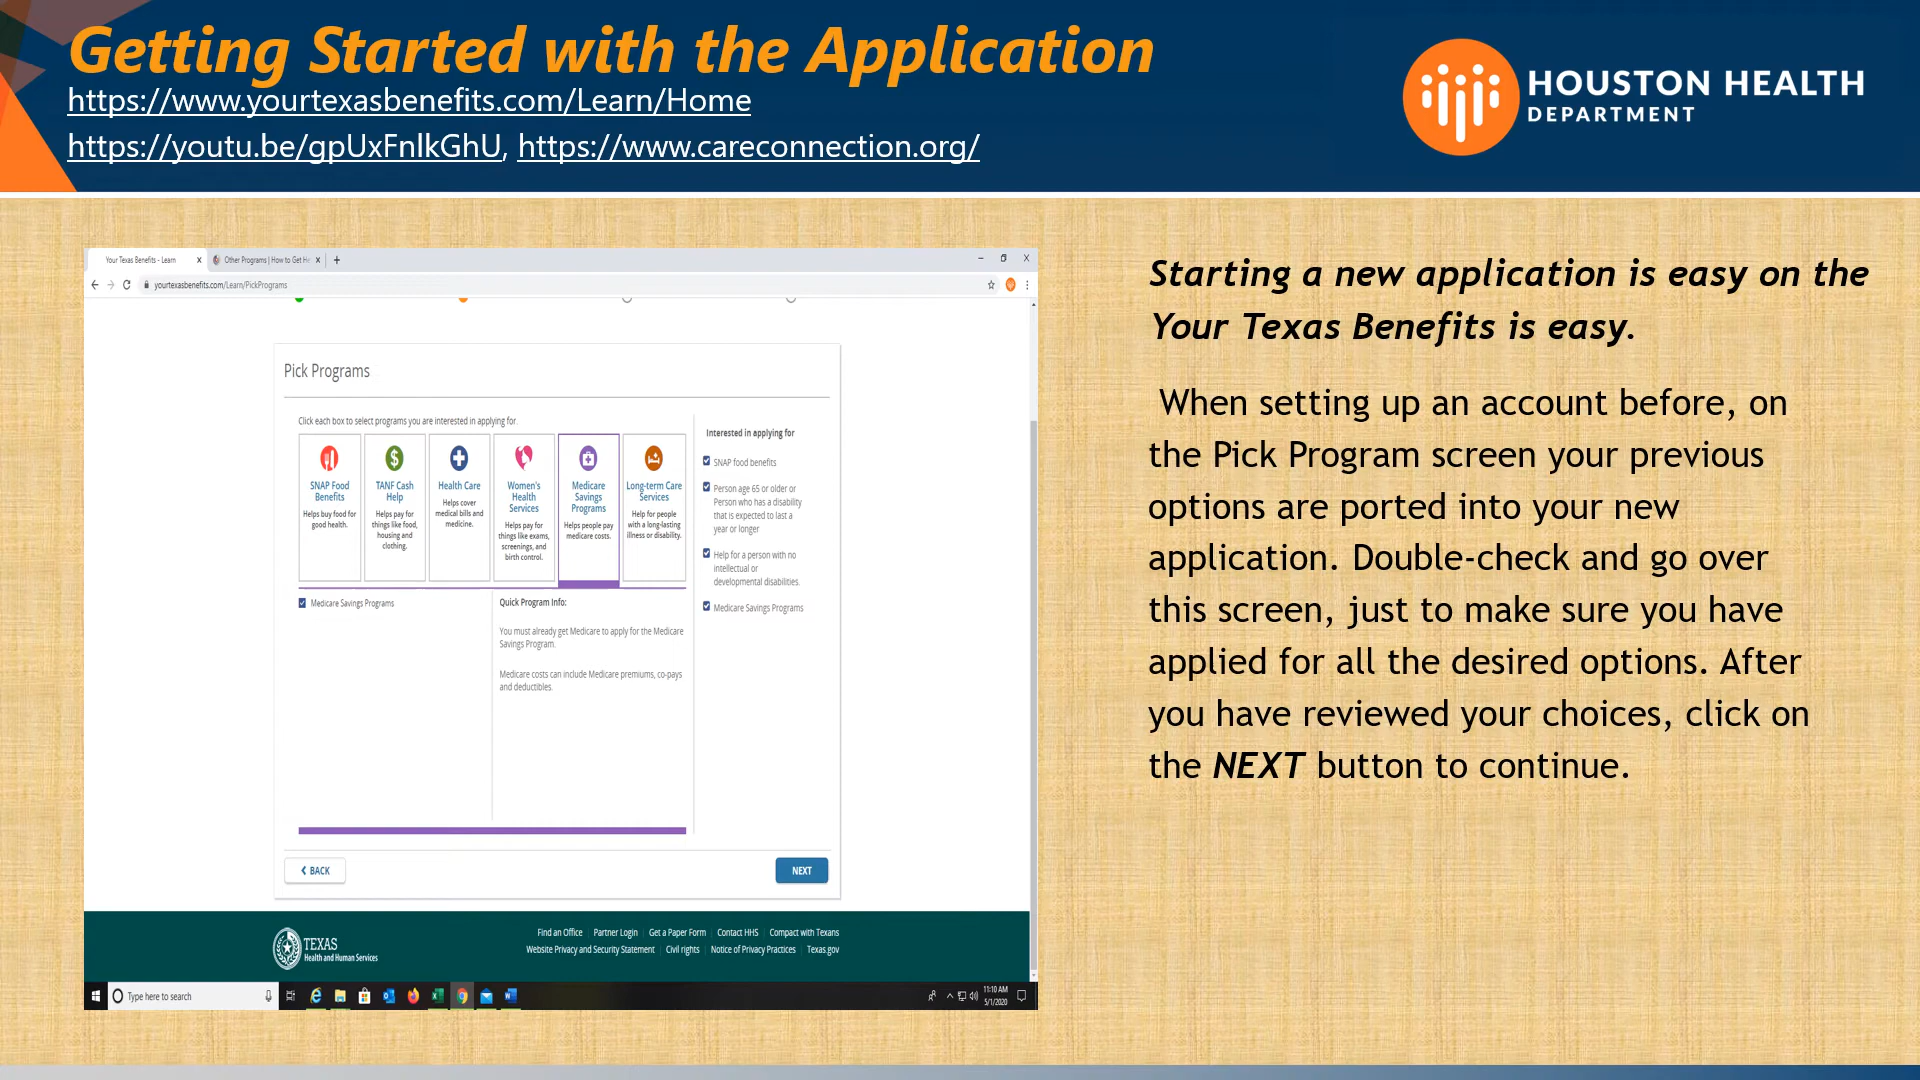 Getting Started with the Application
https://www.yourtexasbenefits.com/Learn/Home
https://youtu.be/gpUxFnlkGhU, https://www.careconnection.org/
HOUSTON HEALTH
DEPARTMENT
Your Texas Benefits - Learn
Other Programs | How to Get He
yourtexasbenefits.com/Learn/PickPrograms
Pick Programs
Click each box to select programs you are interested in applying for.
SNAP Food
Benefits
Helps buy food for
good health.
TANF Cash
Help
Helps pay for
things like food,
housing and
clothing.
Health Care
Helps cover
medical bills and
medicine.
Women's
Health
Services
Helps pay for
things like exams,
screenings, and
birth control.
Medicare
Savings
Programs
Helps people pay
medicare costs.
Long-term Care
Services
Help for people
with a long-lasting
illness or disability.
Medicare Savings Programs
Quick Program Info:
You must already get Medicare to apply for the Medicare
Savings Program.
Medicare costs can include Medicare premiums, co-pays
and deductibles.
Interested in applying for
SNAP food benefits
Person age 65 or older or
Person who has a disability
that is expected to last a
year or longer
Help for a person with no
intellectual or
developmental disabilities.
Medicare Savings Programs
BACK
NEXT
TEXAS
Health and Human Services
Find an Office | Partner Login | Get a Paper Form | Contact HHS | Compact with Texans
Website Privacy and Security Statement | Civil rights | Notice of Privacy Practices | Texas.gov
Type here to search
11:10 AM
5/1/2020
Starting a new application is easy on the
Your Texas Benefits is easy.
When setting up an account before, on
the Pick Program screen your previous
options are ported into your new
application. Double-check and go over
this screen, just to make sure you have
applied for all the desired options. After
you have reviewed your choices, click on
the NEXT button to continue.